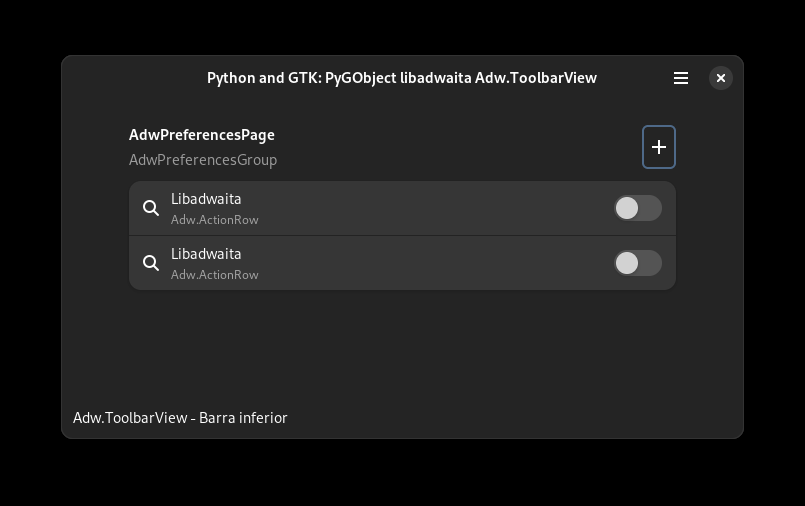 Python and GTK: PyGObject libadwaita Adw.ToolbarView
AdwPreferencesPage
AdwPreferencesGroup
Libadwaita
Adw.ActionRow
Libadwaita
Adw.ActionRow
Adw.ToolbarView - Barra inferior